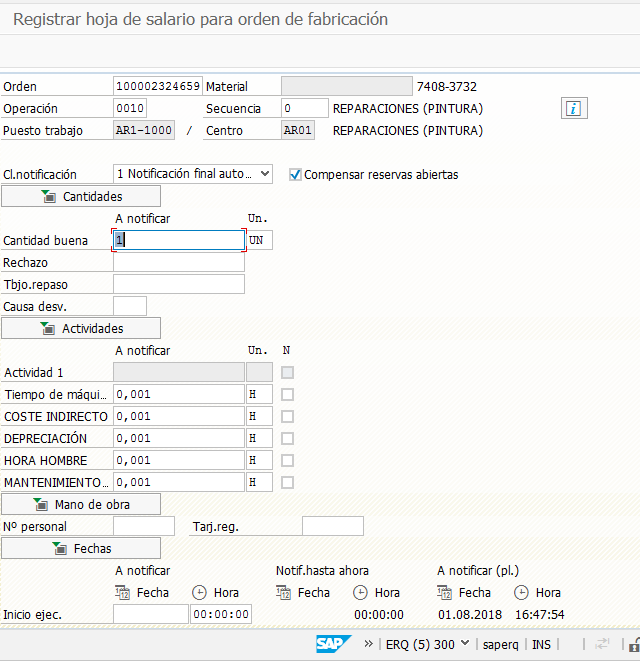 Registrar hoja de salario para orden de fabricación
Orden 100002324659 Material 7408-3732
Operación 0010 Secuencia 0 REPARACIONES (PINTURA)
Puesto trabajo AR1-1000 / Centro AR01 REPARACIONES (PINTURA)
Cl.notificación 1 Notificación final auto... Compensar reservas abiertas
Cantidades
A notificar Un.
Cantidad buena 1 UN
Rechazo
Tbjo.repaso
Causa desv.
Actividades
A notificar Un. N
Actividad 1
Tiempo de máqui... 0,001 H
COSTE INDIRECTO 0,001 H
DEPRECIACIÓN 0,001 H
HORA HOMBRE 0,001 H
MANTENIMIENTO... 0,001 H
Mano de obra
Nº personal Tarj.reg.
Fechas
A notificar Notif.hasta ahora A notificar (pl.)
Fecha Hora Fecha Hora Fecha Hora
Inicio ejec. 00:00:00 00:00:00 01.08.2018 16:47:54
SAP » ERQ (5) 300 saperq INS